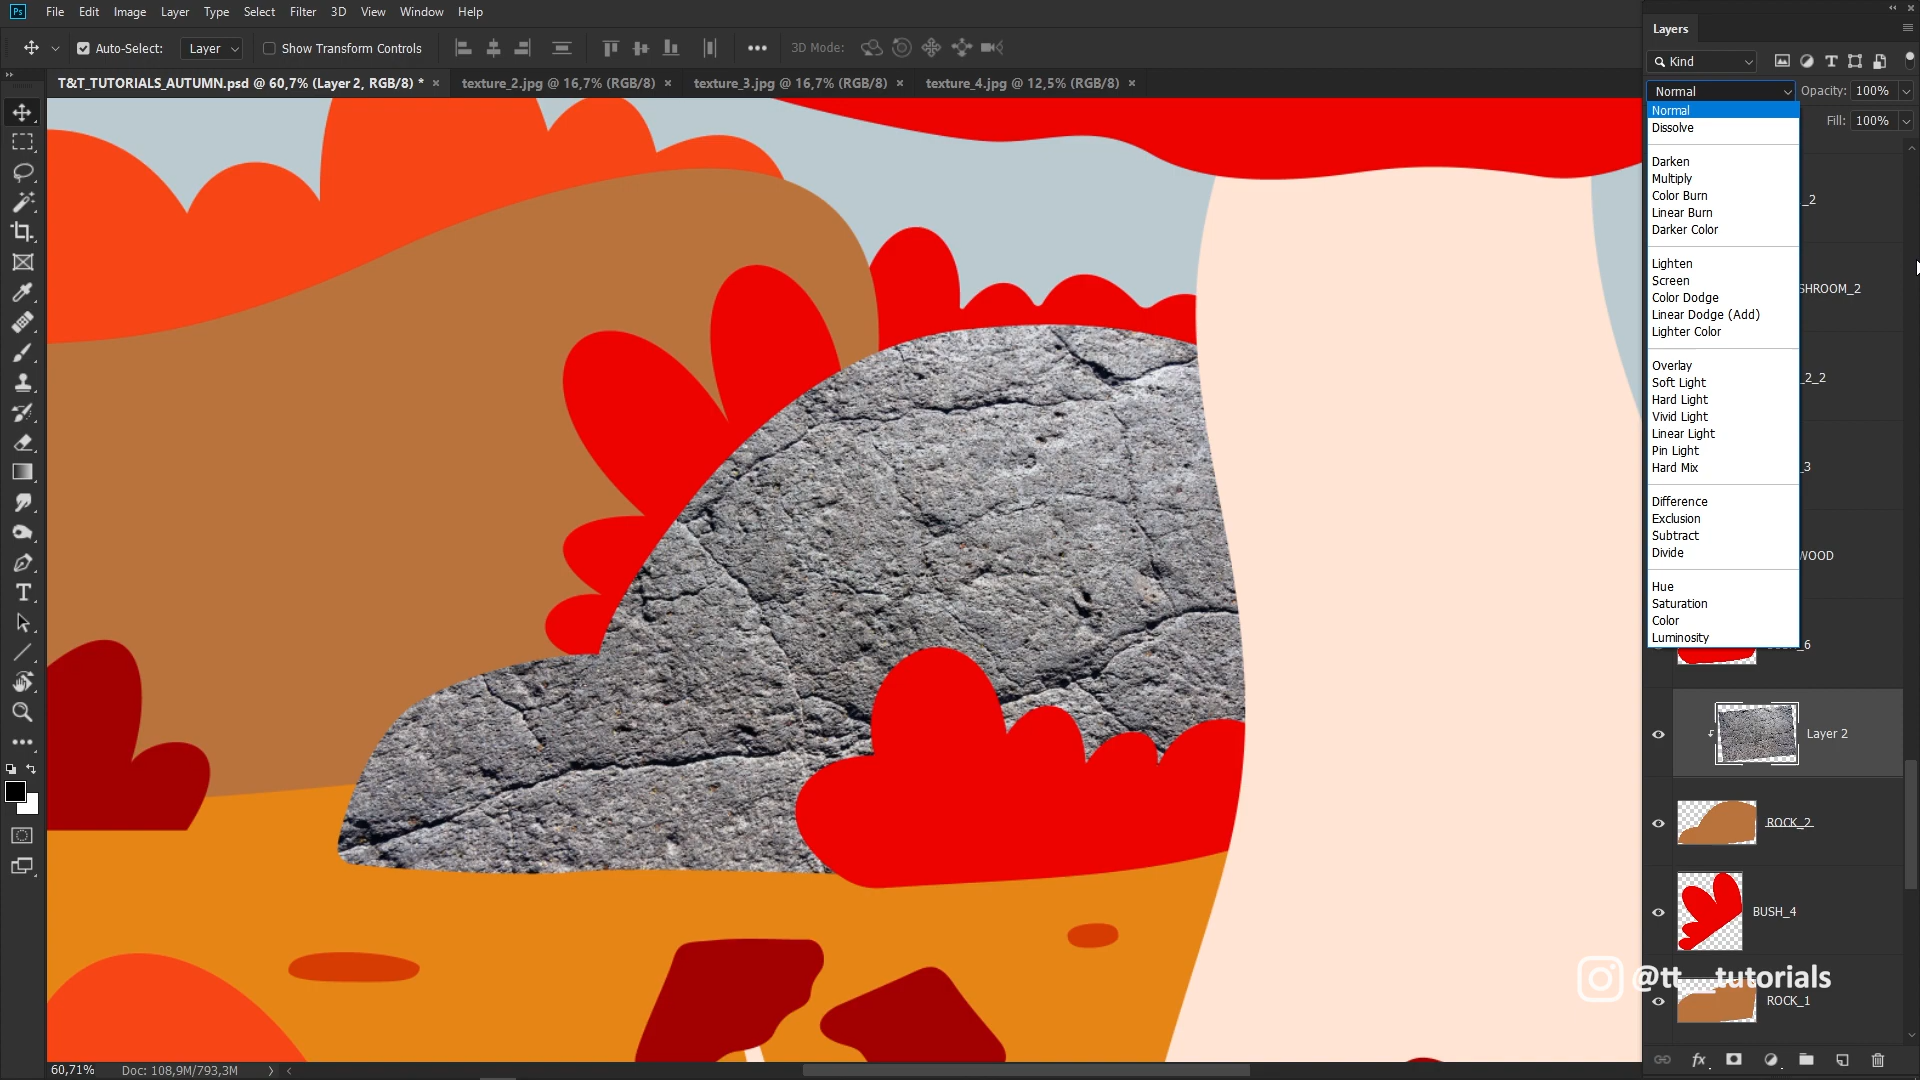 Ps File Edit Image Layer Type Select Filter 3D View Window Help
Auto-Select: Layer Show Transform Controls 3D Mode:
T&T_TUTORIALS_AUTUMN.psd @ 60,7% (Layer 2, RGB/8) * × texture_2.jpg @ 16,7% (RGB/8) × texture_3.jpg @ 16,7% (RGB/8) × texture_4.jpg @ 12,5% (RGB/8) ×
Layers
Kind
Normal Opacity: 100%
Fill: 100%
Normal
Dissolve
Darken
Multiply
Color Burn
Linear Burn
Darker Color
Lighten
Screen
Color Dodge
Linear Dodge (Add)
Lighter Color
Overlay
Soft Light
Hard Light
Vivid Light
Linear Light
Pin Light
Hard Mix
Difference
Exclusion
Subtract
Divide
Hue
Saturation
Color
Luminosity
_2
SHROOM_2
_2_2
_3
WOOD
_6
Layer 2
ROCK_2
BUSH_4
ROCK_1
@tt__tutorials
60,71% Doc: 108,9M/793,3M